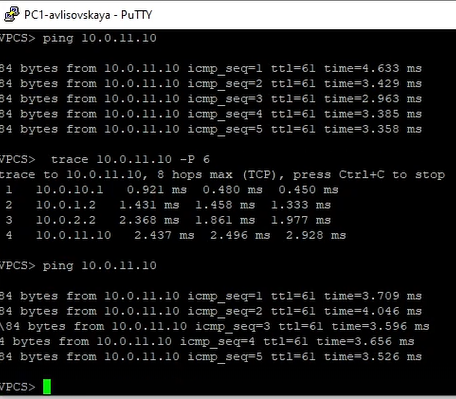 PC1-avlisovskaya - PuTTY
VPCS> ping 10.0.11.10
84 bytes from 10.0.11.10 icmp_seq=1 ttl=61 time=4.633 ms
84 bytes from 10.0.11.10 icmp_seq=2 ttl=61 time=3.429 ms
84 bytes from 10.0.11.10 icmp_seq=3 ttl=61 time=2.963 ms
84 bytes from 10.0.11.10 icmp_seq=4 ttl=61 time=3.385 ms
84 bytes from 10.0.11.10 icmp_seq=5 ttl=61 time=3.358 ms
VPCS>  trace 10.0.11.10 -P 6
trace to 10.0.11.10, 8 hops max (TCP), press Ctrl+C to stop
1   10.0.10.1   0.921 ms  0.480 ms  0.450 ms
2   10.0.1.2   1.431 ms  1.458 ms  1.333 ms
3   10.0.2.2   2.368 ms  1.861 ms  1.977 ms
4   10.0.11.10   2.437 ms  2.496 ms  2.928 ms
VPCS> ping 10.0.11.10
84 bytes from 10.0.11.10 icmp_seq=1 ttl=61 time=3.709 ms
84 bytes from 10.0.11.10 icmp_seq=2 ttl=61 time=4.046 ms
\84 bytes from 10.0.11.10 icmp_seq=3 ttl=61 time=3.596 ms
4 bytes from 10.0.11.10 icmp_seq=4 ttl=61 time=3.656 ms
84 bytes from 10.0.11.10 icmp_seq=5 ttl=61 time=3.526 ms
VPCS>